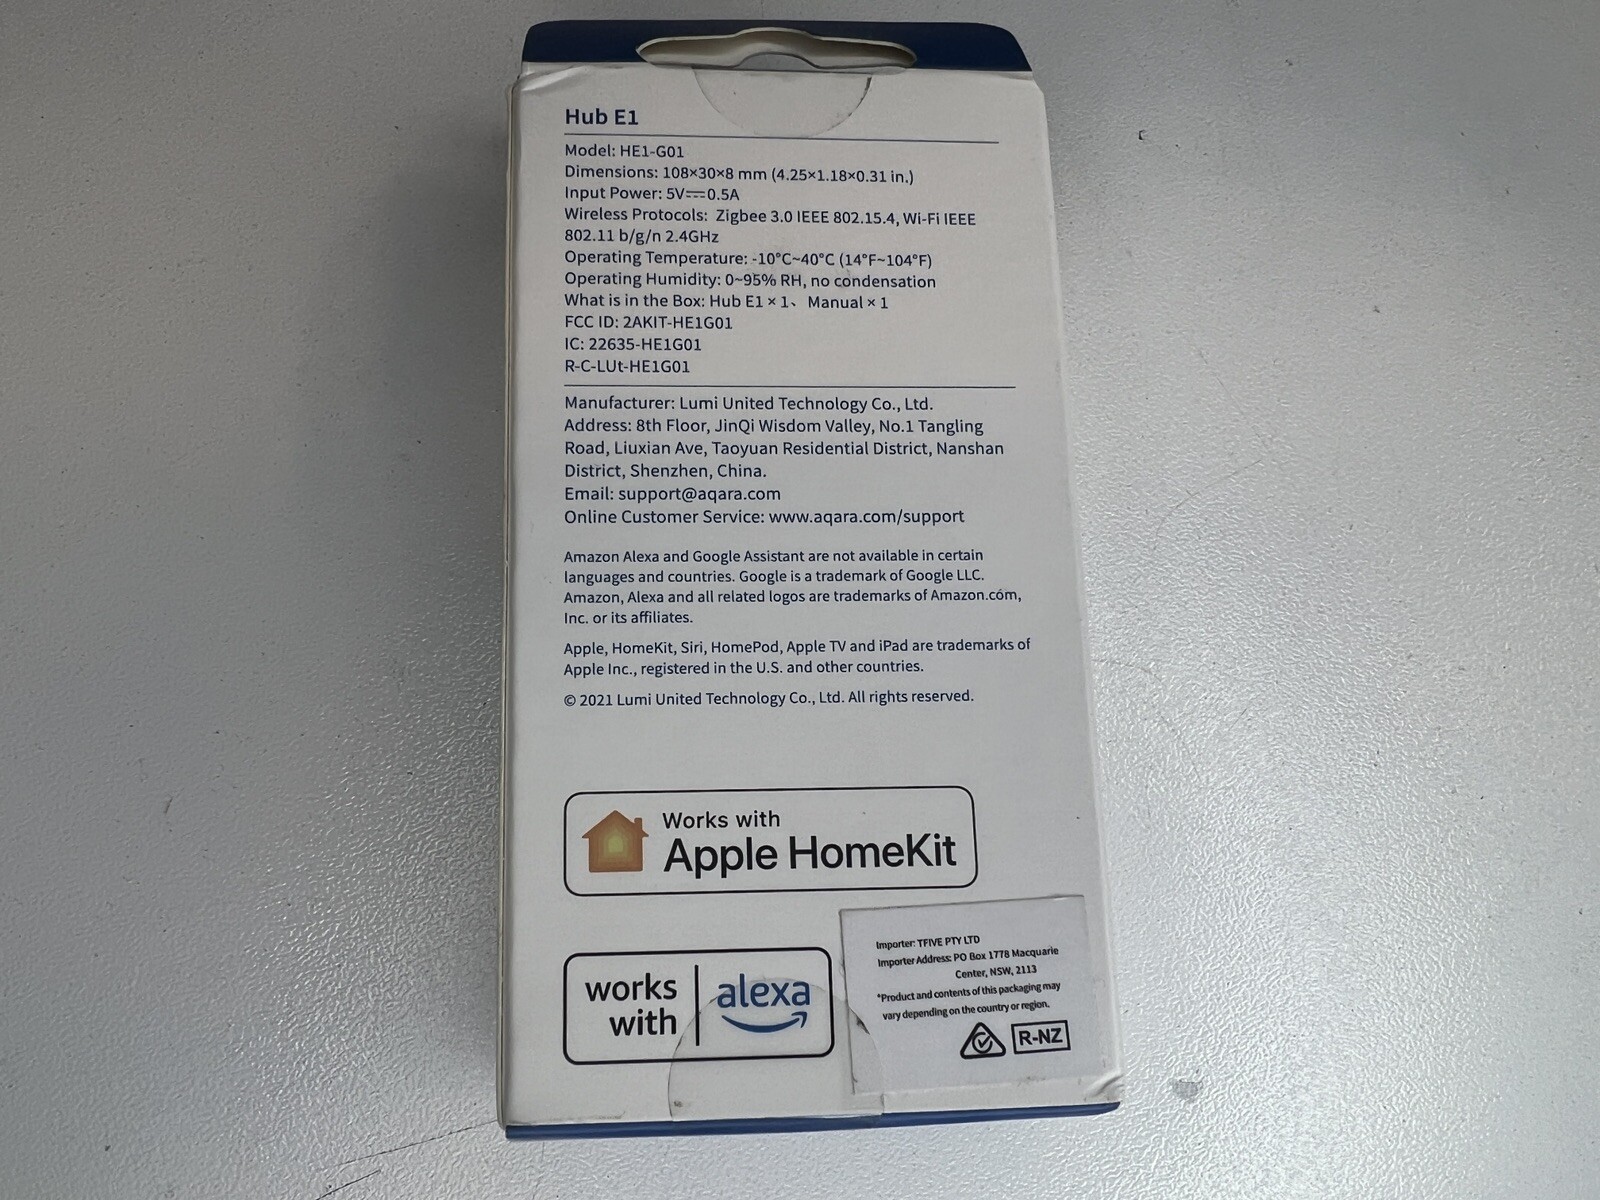 Hub E1
Model: HE1-G01
Dimensions: 108×30×8 mm (4.25×1.18×0.31 in.)
Input Power: 5V⎓0.5A
Wireless Protocols: Zigbee 3.0 IEEE 802.15.4, Wi-Fi IEEE
802.11 b/g/n 2.4GHz
Operating Temperature: -10°C~40°C (14°F~104°F)
Operating Humidity: 0~95% RH, no condensation
What is in the Box: Hub E1 × 1、 Manual × 1
FCC ID: 2AKIT-HE1G01
IC: 22635-HE1G01
R-C-LUt-HE1G01
Manufacturer: Lumi United Technology Co., Ltd.
Address: 8th Floor, JinQi Wisdom Valley, No.1 Tangling
Road, Liuxian Ave, Taoyuan Residential District, Nanshan
District, Shenzhen, China.
Email: support@aqara.com
Online Customer Service: www.aqara.com/support
Amazon Alexa and Google Assistant are not available in certain
languages and countries. Google is a trademark of Google LLC.
Amazon, Alexa and all related logos are trademarks of Amazon.com,
Inc. or its affiliates.
Apple, HomeKit, Siri, HomePod, Apple TV and iPad are trademarks of
Apple Inc., registered in the U.S. and other countries.
© 2021 Lumi United Technology Co., Ltd. All rights reserved.
Works with
Apple HomeKit
works
with
alexa
Importer: TFIVE PTY LTD
Importer Address: PO Box 1778 Macquarie
Center, NSW, 2113
*Product and contents of this packaging may
vary depending on the country or region.
R-NZ